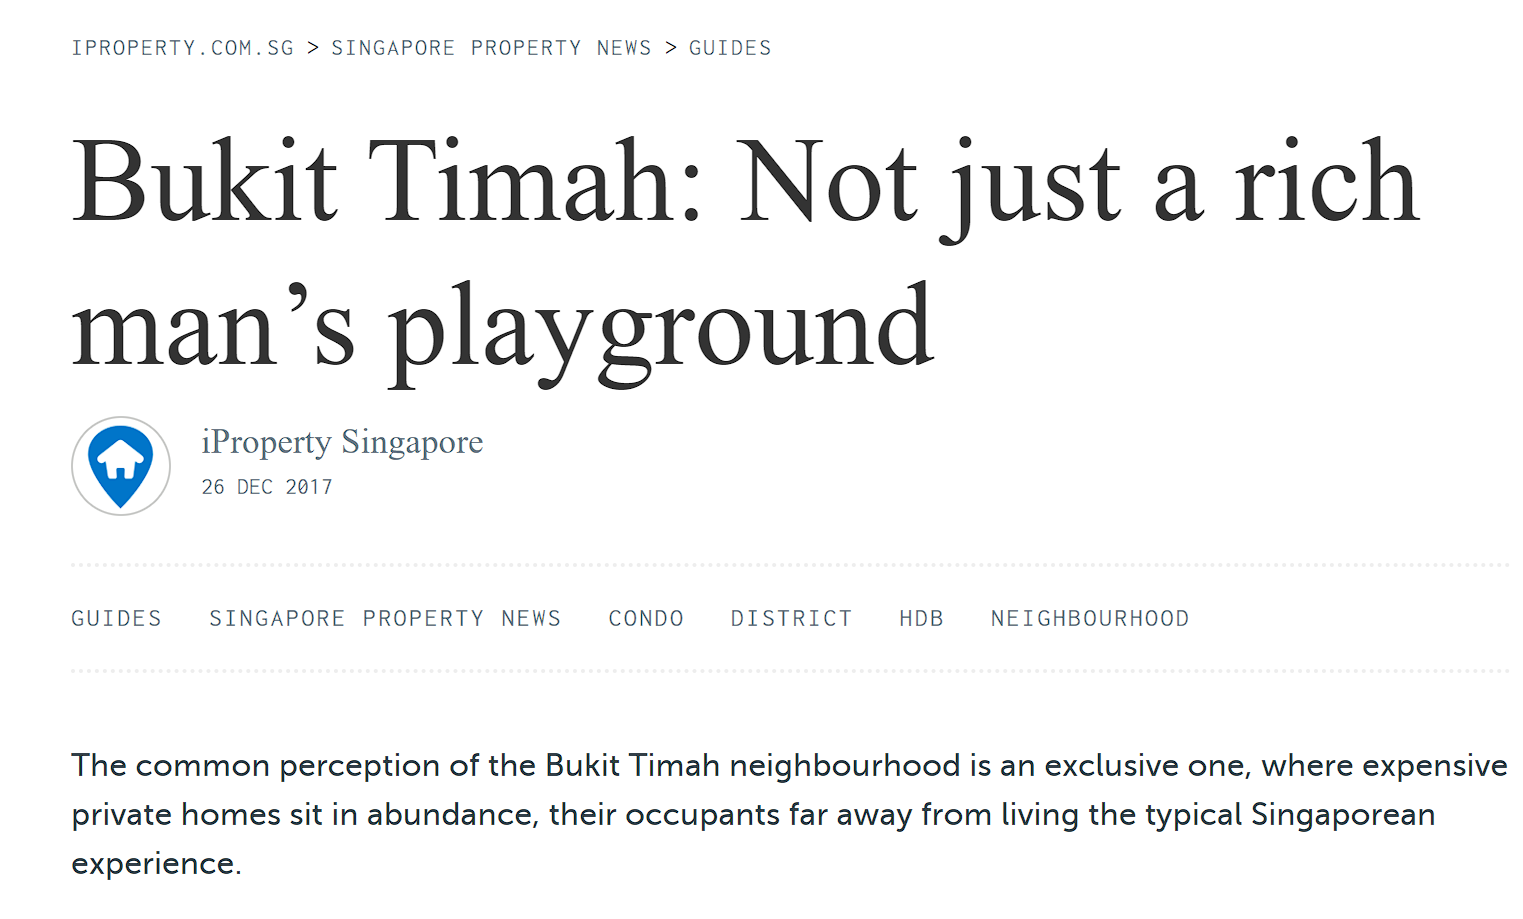 IPROPERTY.COM.SG > SINGAPORE PROPERTY NEWS > GUIDES
Bukit Timah: Not just a rich
man’s playground
iProperty Singapore
26 DEC 2017
GUIDES SINGAPORE PROPERTY NEWS CONDO DISTRICT HDB NEIGHBOURHOOD
The common perception of the Bukit Timah neighbourhood is an exclusive one, where expensive
private homes sit in abundance, their occupants far away from living the typical Singaporean
experience.